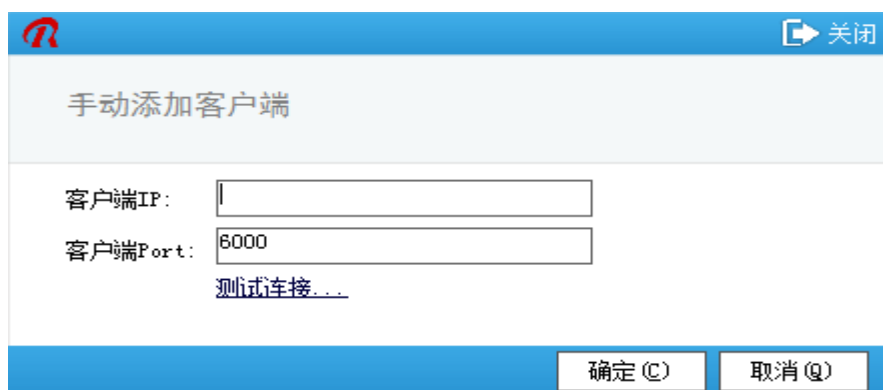 关闭
手动添加客户端
客户端IP:
客户端Port: 6000
测试连接...
确定(C) 取消(Q)